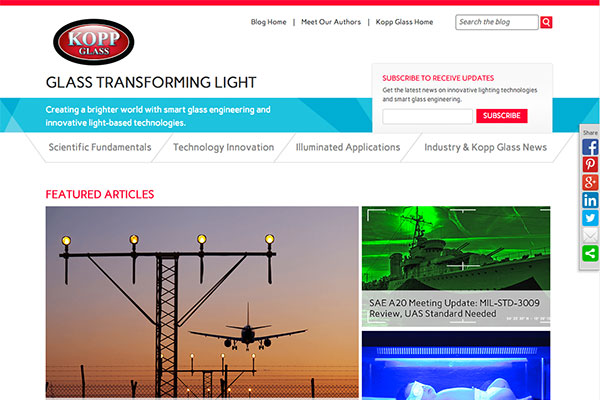 Blog Home | Meet Our Authors | Kopp Glass Home
Search the blog
KOPP
GLASS
GLASS TRANSFORMING LIGHT
SUBSCRIBE TO RECEIVE UPDATES
Get the latest news on innovative lighting technologies
and smart glass engineering.
SUBSCRIBE
Creating a brighter world with smart glass engineering and
innovative light-based technologies.
Scientific Fundamentals
Technology Innovation
Illuminated Applications
Industry & Kopp Glass News
Share
FEATURED ARTICLES
SAE A20 Meeting Update: MIL-STD-3009
Review, UAS Standard Needed